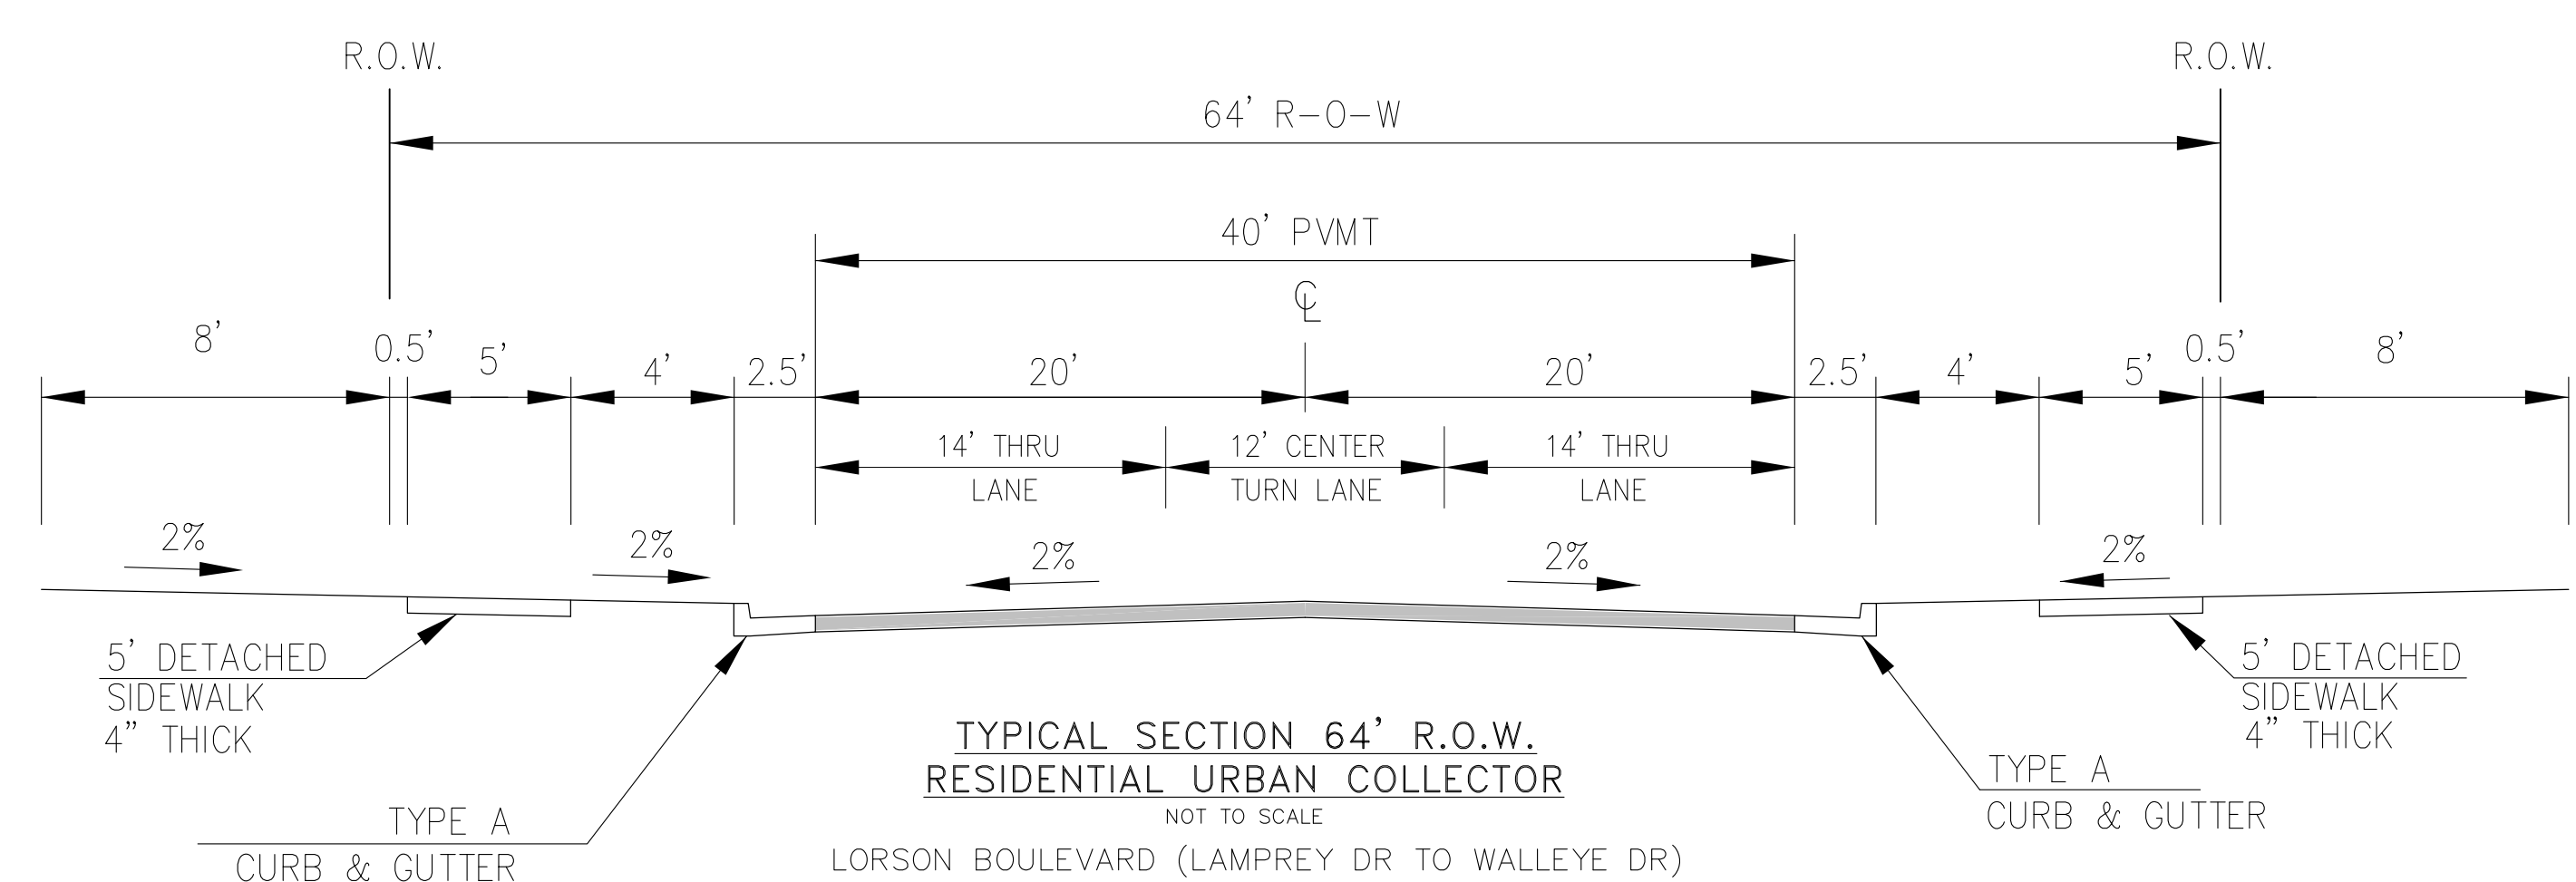 R.O.W.
R.O.W.
64' R-O-W
40' PVMT
℄
8'
0.5'
5'
4'
2.5'
20'
20'
2.5'
4'
5'
0.5'
8'
14' THRU
LANE
12' CENTER
TURN LANE
14' THRU
LANE
2%
2%
2%
2%
2%
5' DETACHED
SIDEWALK
4" THICK
5' DETACHED
SIDEWALK
4" THICK
TYPE A
CURB & GUTTER
TYPE A
CURB & GUTTER
TYPICAL SECTION 64' R.O.W.
RESIDENTIAL URBAN COLLECTOR
NOT TO SCALE
LORSON BOULEVARD (LAMPREY DR TO WALLEYE DR)